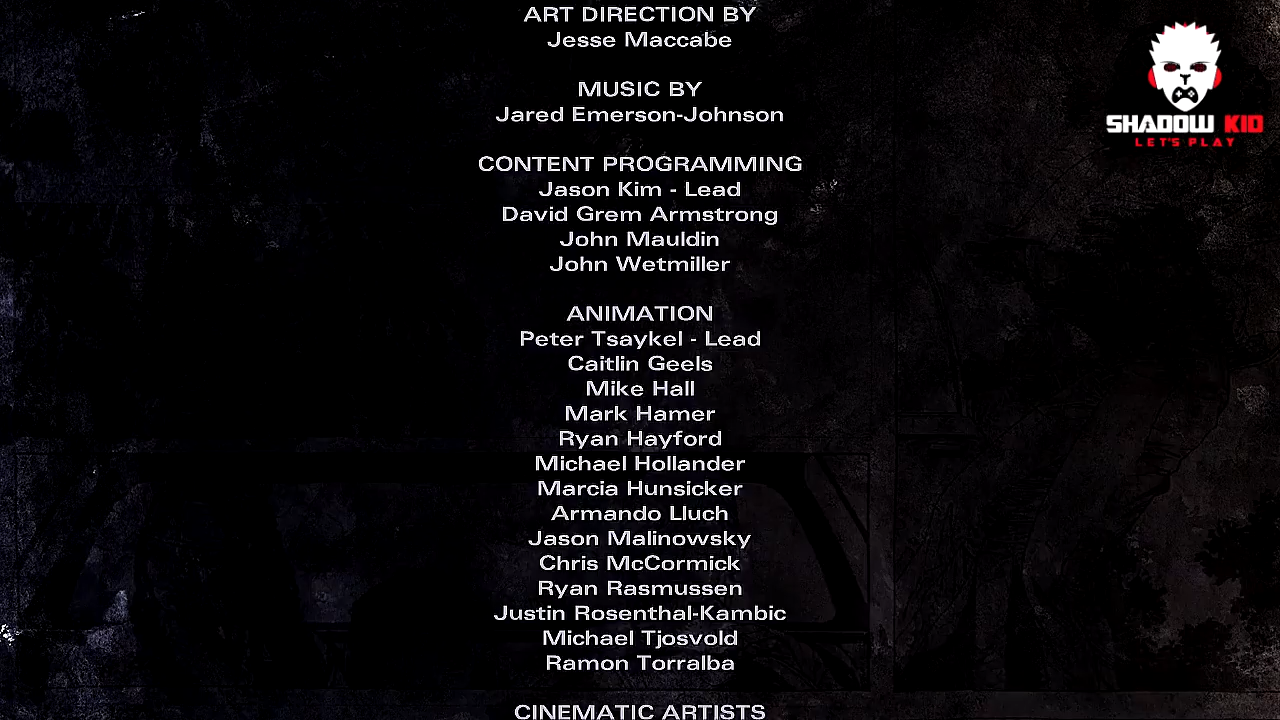 ART DIRECTION BY
Jesse Maccabe
MUSIC BY
Jared Emerson-Johnson
CONTENT PROGRAMMING
Jason Kim - Lead
David Grem Armstrong
John Mauldin
John Wetmiller
ANIMATION
Peter Tsaykel - Lead
Caitlin Geels
Mike Hall
Mark Hamer
Ryan Hayford
Michael Hollander
Marcia Hunsicker
Armando Lluch
Jason Malinowsky
Chris McCormick
Ryan Rasmussen
Justin Rosenthal-Kambic
Michael Tjosvold
Ramon Torralba
CINEMATIC ARTISTS
SHADOW KID
LET'S PLAY